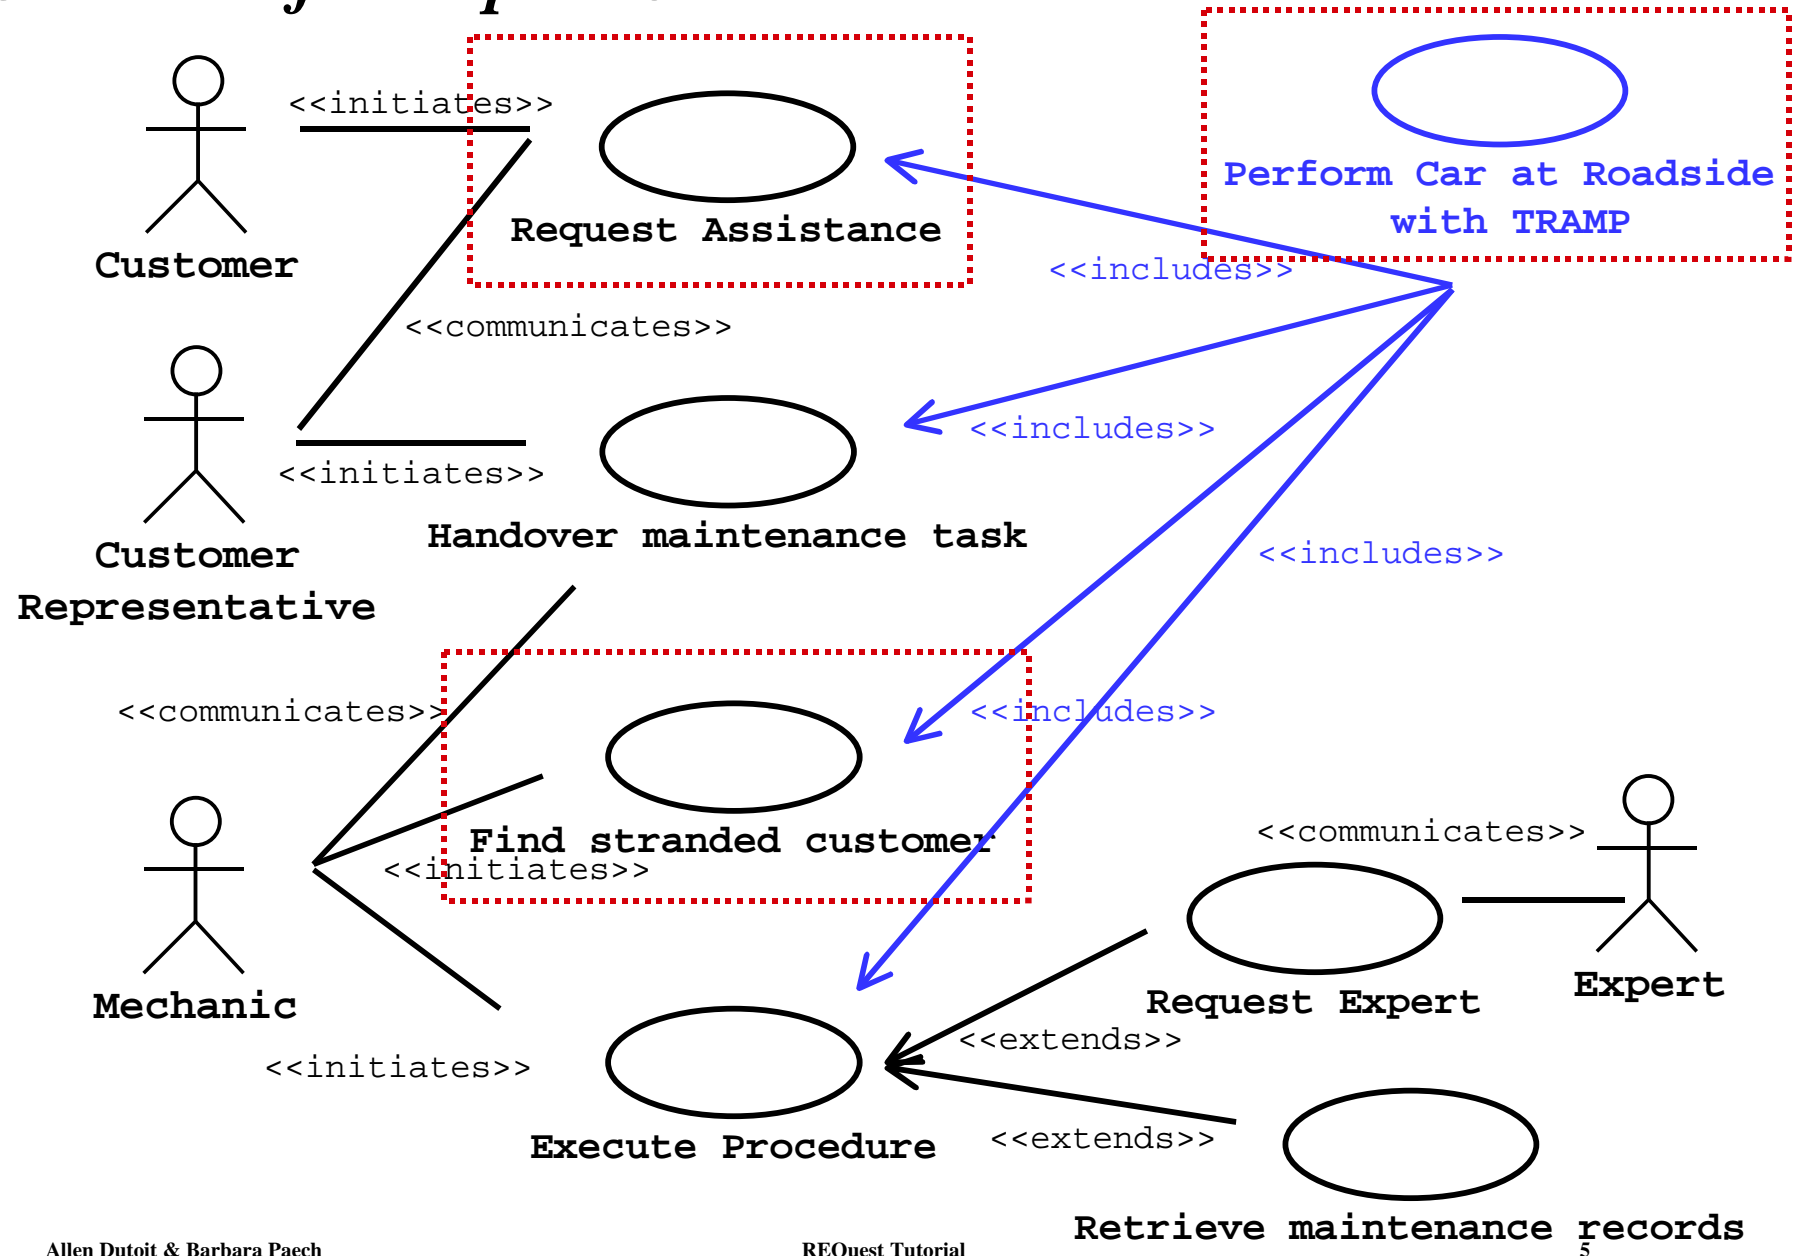 <<initiates>>
Customer
Request Assistance
Perform Car at Roadside
with TRAMP
<<includes>>
<<communicates>>
<<includes>>
<<initiates>>
Customer
Representative
Handover maintenance task
<<includes>>
<<communicates>>
<<includes>>
Find stranded customer
<<initiates>>
<<communicates>>
Mechanic
Request Expert
Expert
<<extends>>
<<initiates>>
Execute Procedure
<<extends>>
Retrieve maintenance records
Allen Dutoit & Barbara Paech
REQuest Tutorial
5